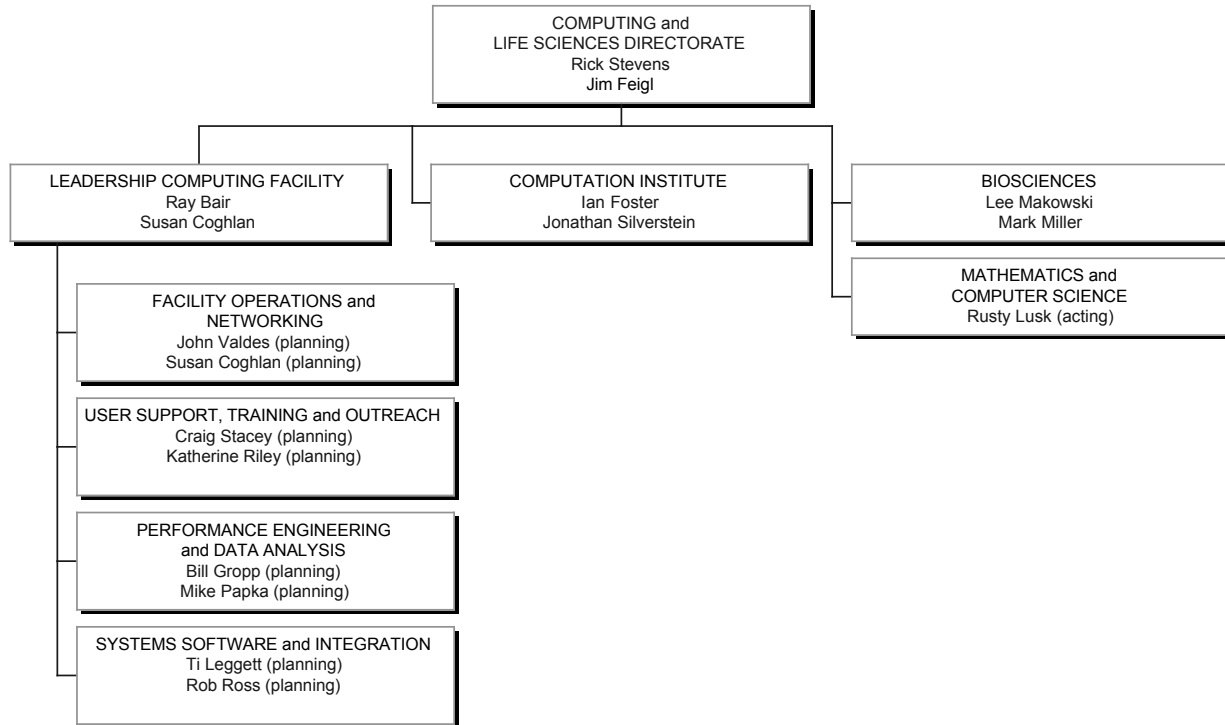 COMPUTING and
LIFE SCIENCES DIRECTORATE
Rick Stevens
Jim Feigl
LEADERSHIP COMPUTING FACILITY
Ray Bair
Susan Coghlan
COMPUTATION INSTITUTE
Ian Foster
Jonathan Silverstein
BIOSCIENCES
Lee Makowski
Mark Miller
MATHEMATICS and
COMPUTER SCIENCE
Rusty Lusk (acting)
FACILITY OPERATIONS and
NETWORKING
John Valdes (planning)
Susan Coghlan (planning)
USER SUPPORT, TRAINING and OUTREACH
Craig Stacey (planning)
Katherine Riley (planning)
PERFORMANCE ENGINEERING
and DATA ANALYSIS
Bill Gropp (planning)
Mike Papka (planning)
SYSTEMS SOFTWARE and INTEGRATION
Ti Leggett (planning)
Rob Ross (planning)